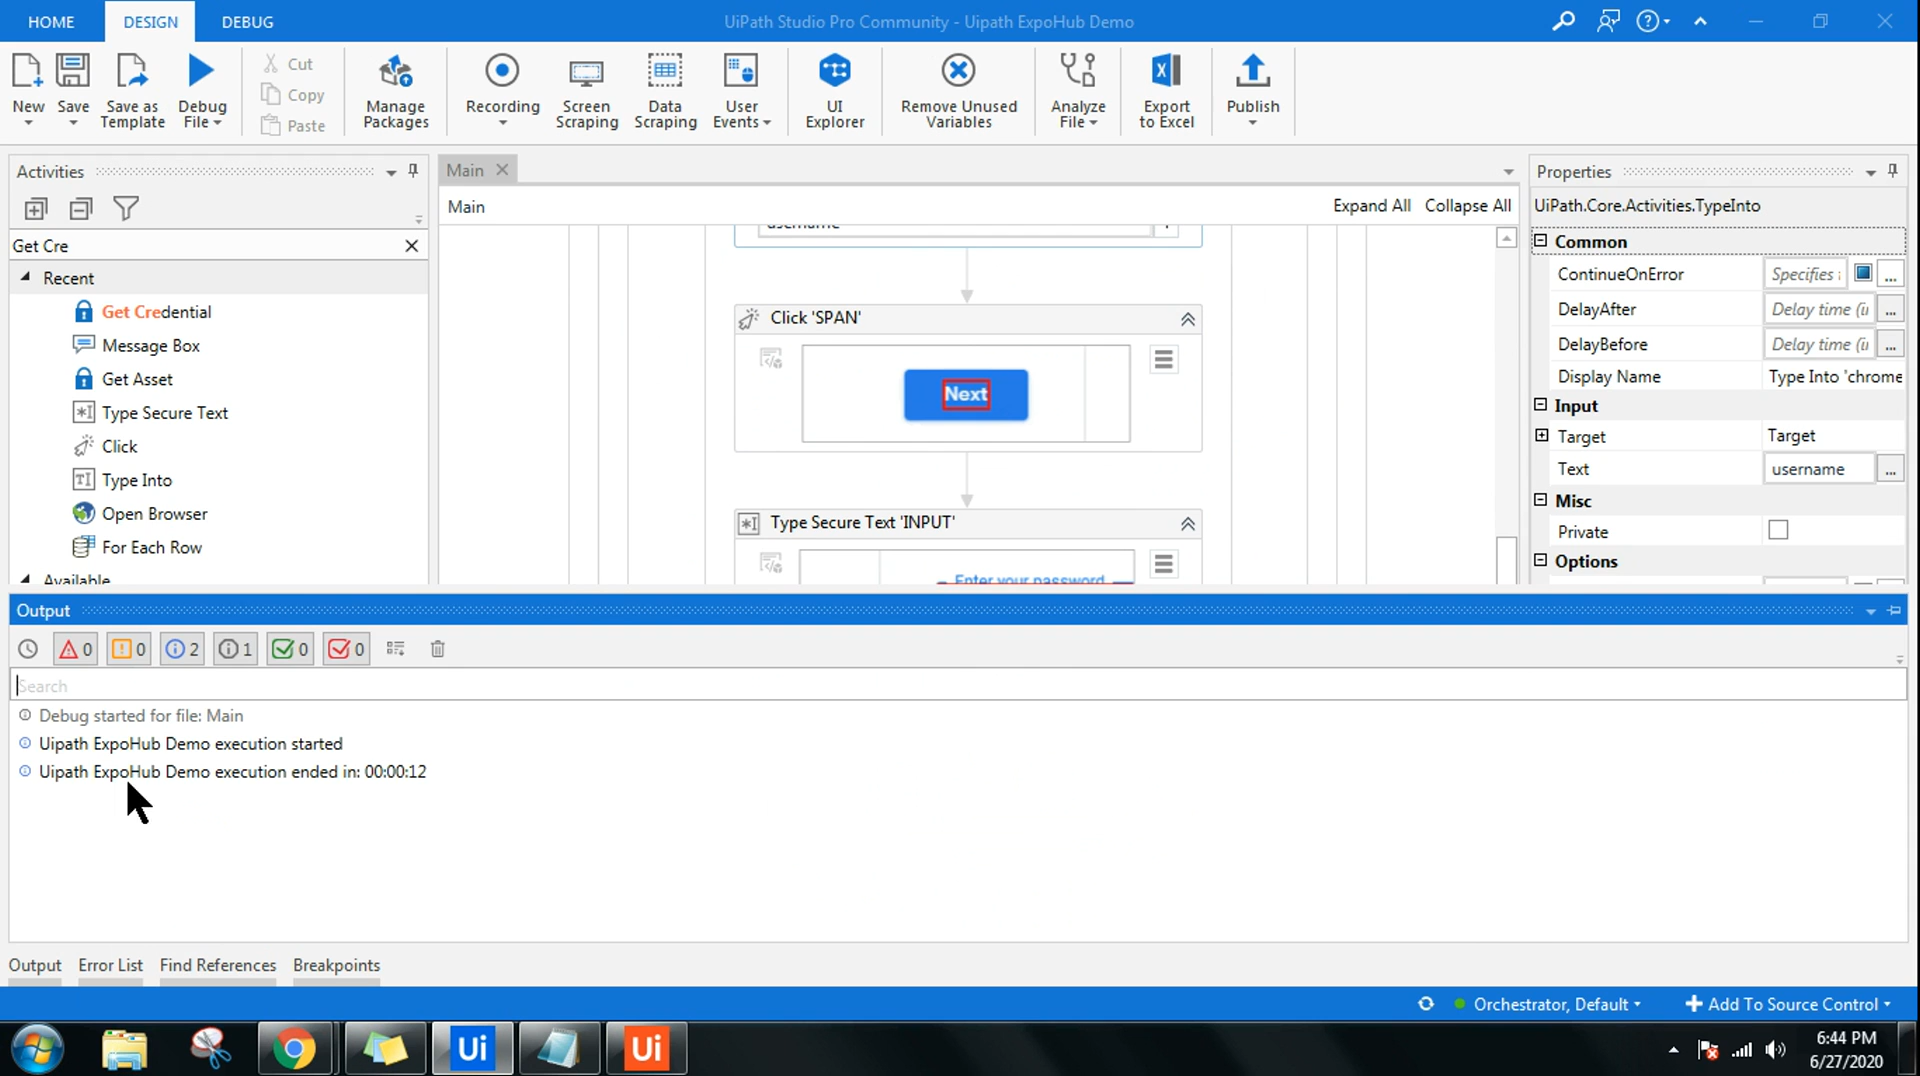 HOME DESIGN DEBUG
UiPath Studio Pro Community - Uipath ExpoHub Demo
New
Save
Save as Template
Debug File
Cut
Copy
Paste
Manage Packages
Recording
Screen Scraping
Data Scraping
User Events
UI Explorer
Remove Unused Variables
Analyze File
Export to Excel
Publish
Activities
Get Cre
Recent
Get Credential
Message Box
Get Asset
Type Secure Text
Click
Type Into
Open Browser
For Each Row
Available
Main
Main
Expand All Collapse All
username
Click 'SPAN'
Next
Type Secure Text 'INPUT'
Enter your password
Properties
UiPath.Core.Activities.TypeInto
Common
ContinueOnError Specifies
DelayAfter Delay time (i
DelayBefore Delay time (i
Display Name Type Into 'chrome
Input
Target Target
Text username
Misc
Private
Options
Output
0 0 2 1 0 0
Search
Debug started for file: Main
Uipath ExpoHub Demo execution started
Uipath ExpoHub Demo execution ended in: 00:00:12
Output Error List Find References Breakpoints
Orchestrator, Default
Add To Source Control
Ui
Ui
6:44 PM
6/27/2020